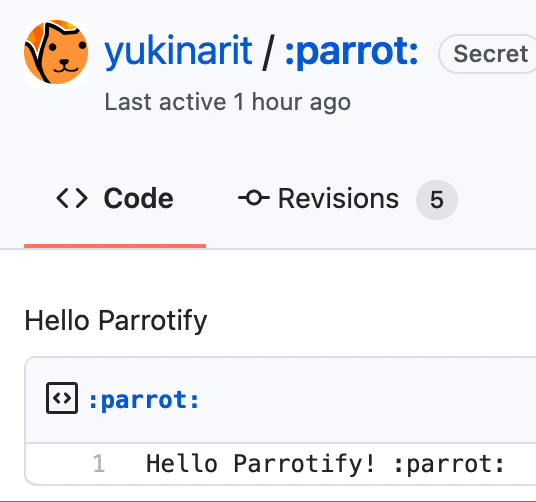 yukinarit / :parrot: Secret
Last active 1 hour ago
<> Code Revisions 5
Hello Parrotify
:parrot:
1 Hello Parrotify! :parrot: